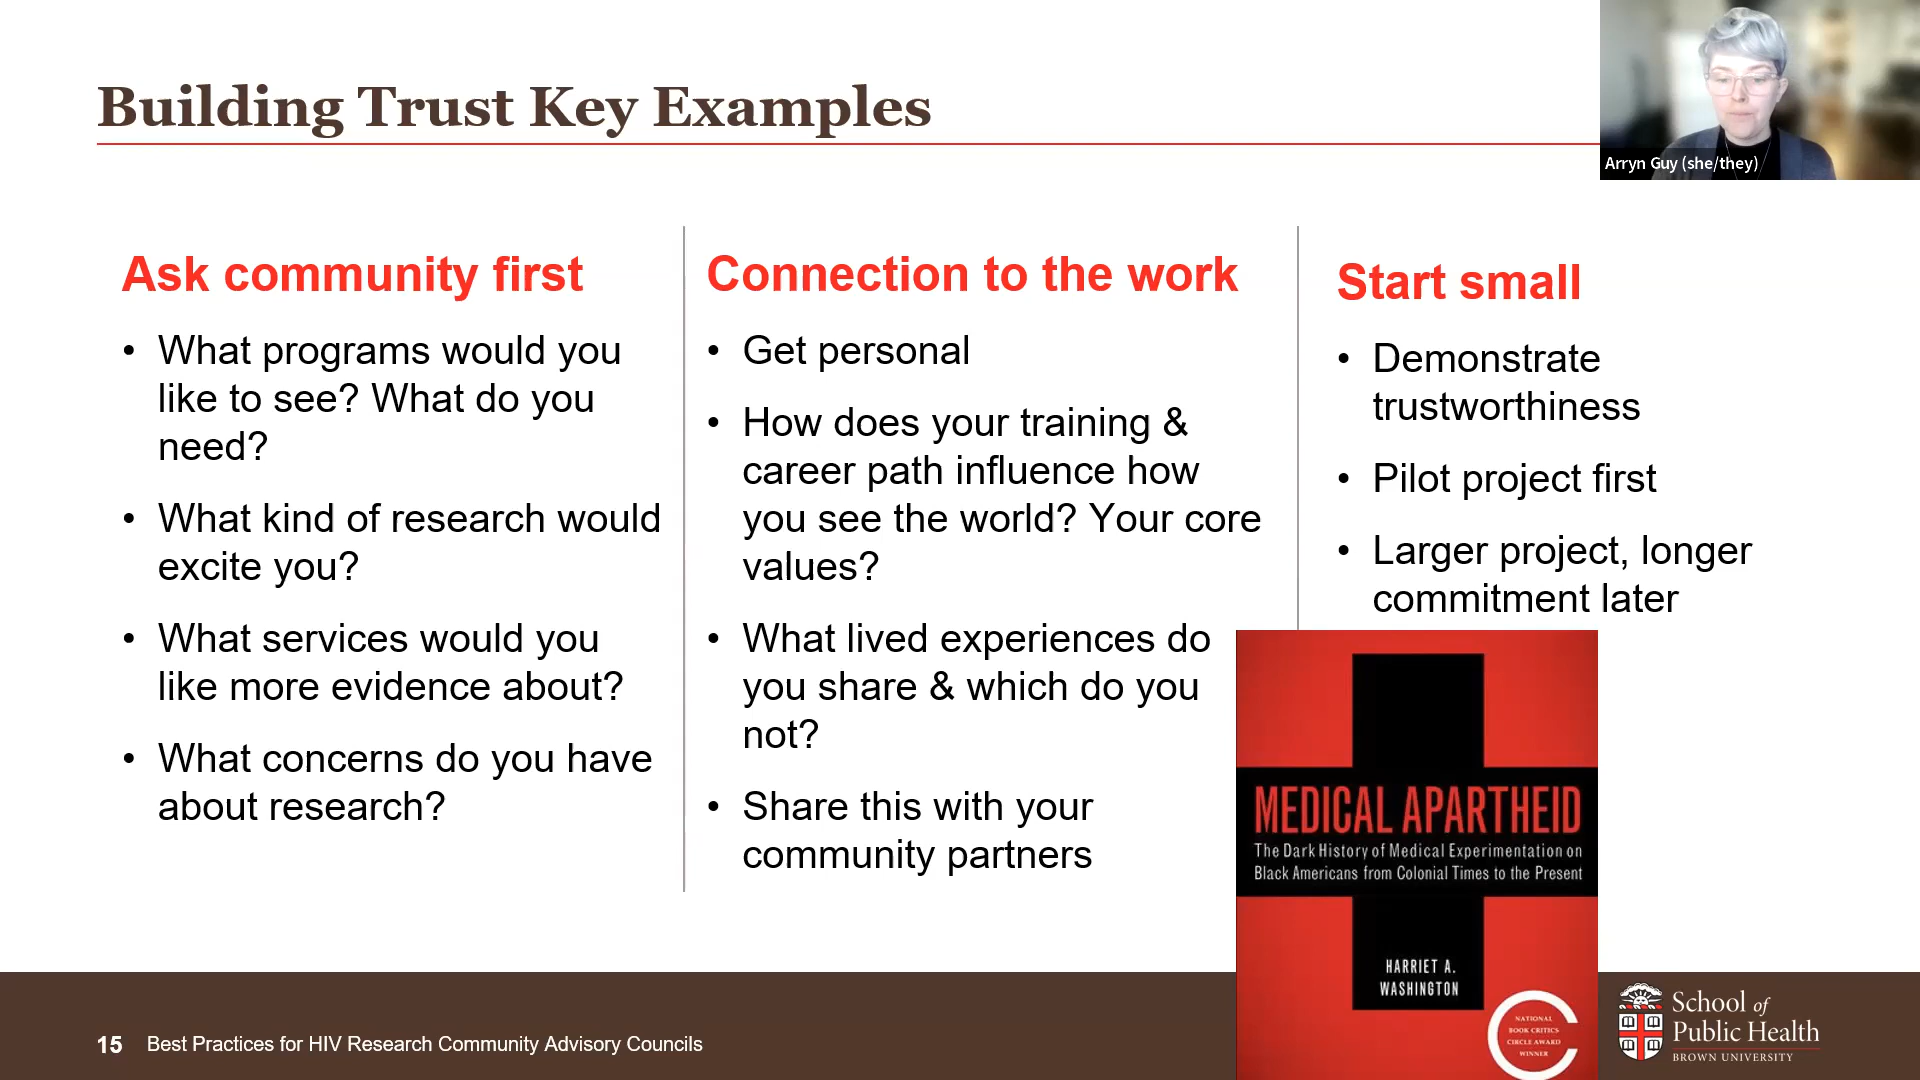 Building Trust Key Examples
Arryn Guy (she/they)
Ask community first
• What programs would you
like to see? What do you
need?
• What kind of research would
excite you?
• What services would you
like more evidence about?
• What concerns do you have
about research?
Connection to the work
• Get personal
• How does your training &
career path influence how
you see the world? Your core
values?
• What lived experiences do
you share & which do you
not?
• Share this with your
community partners
Start small
• Demonstrate
trustworthiness
• Pilot project first
• Larger project, longer
commitment later
MEDICAL APARTHEID
The Dark History of Medical Experimentation on
Black Americans from Colonial Times to the Present
HARRIET A.
WASHINGTON
NATIONAL
BOOK CRITICS
CIRCLE AWARD
WINNER
15 Best Practices for HIV Research Community Advisory Councils
School of
Public Health
BROWN UNIVERSITY